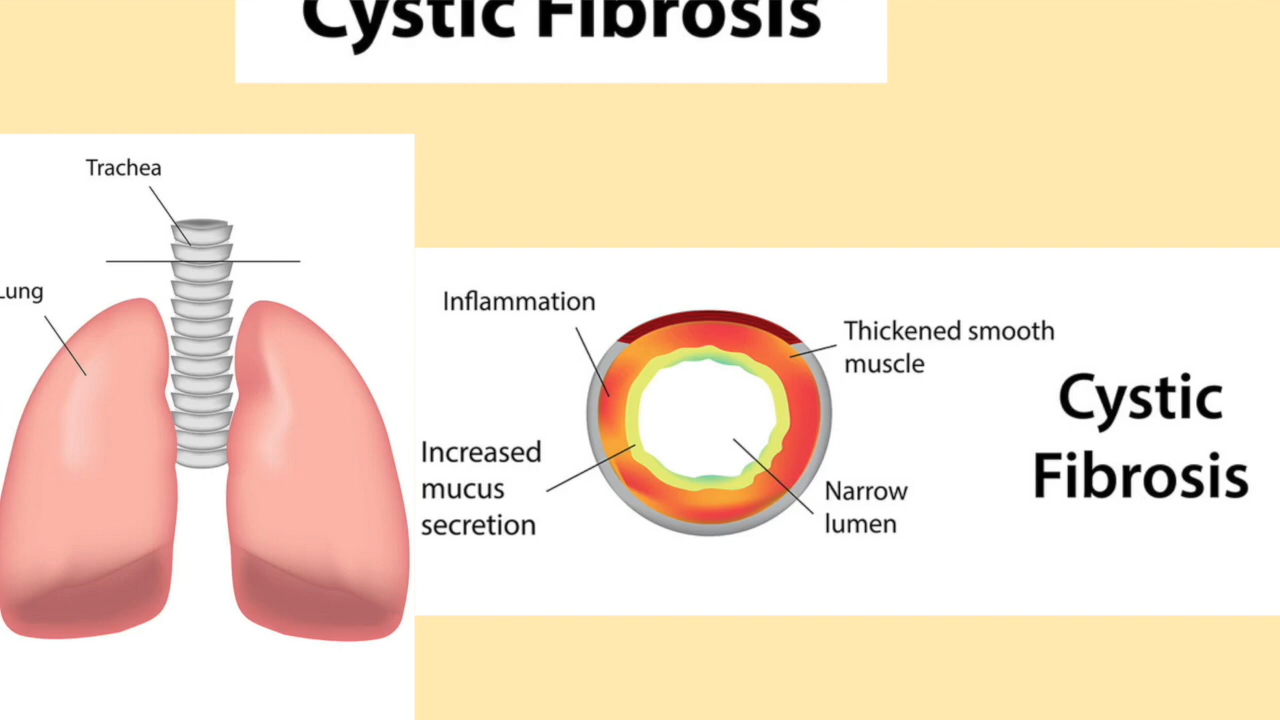 Cystic Fibrosis
Trachea
Lung
Inflammation
Thickened smooth
muscle
Increased
mucus
secretion
Narrow
lumen
Cystic
Fibrosis